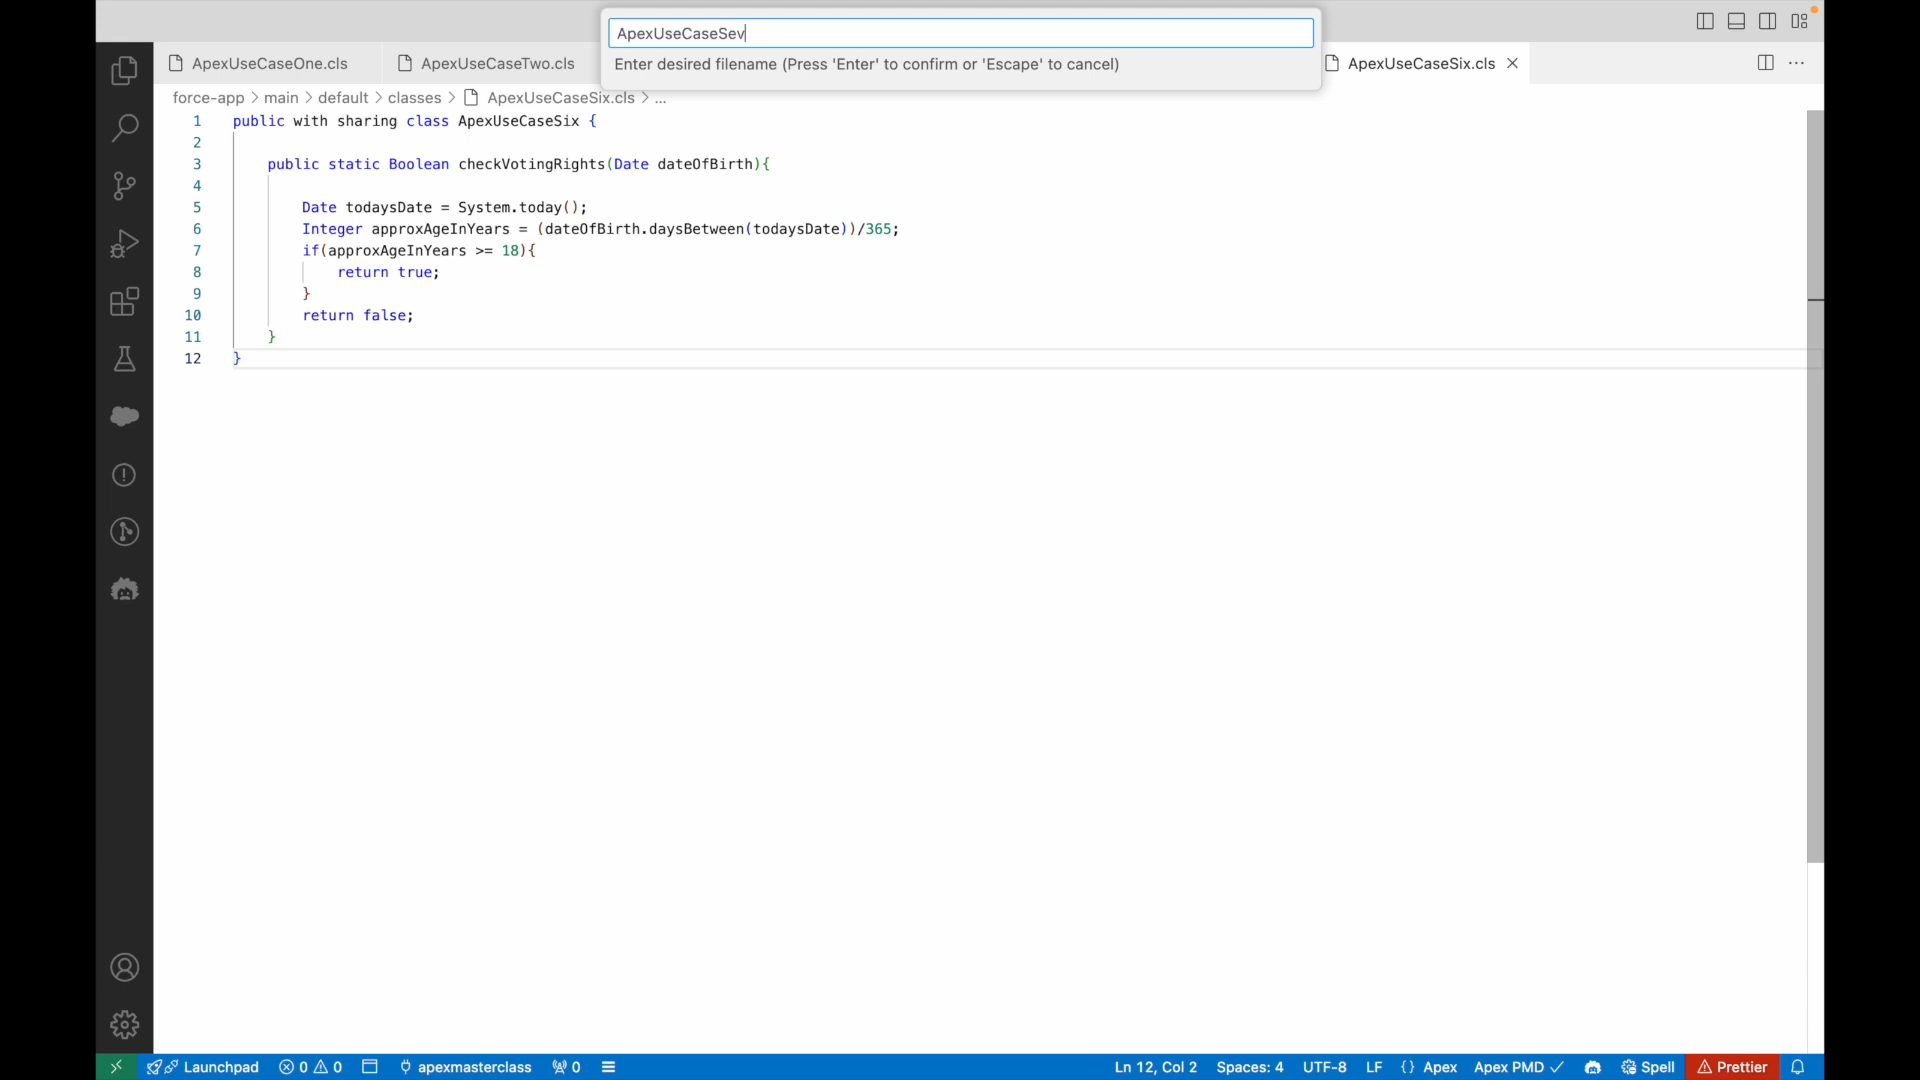 ApexUseCaseSev
Enter desired filename (Press 'Enter' to confirm or 'Escape' to cancel)
ApexUseCaseOne.cls
ApexUseCaseTwo.cls
ApexUseCaseSix.cls
force-app > main > default > classes > ApexUseCaseSix.cls > ...
1 public with sharing class ApexUseCaseSix {
2
3 public static Boolean checkVotingRights(Date dateOfBirth){
4
5 Date todaysDate = System.today();
6 Integer approxAgeInYears = (dateOfBirth.daysBetween(todaysDate))/365;
7 if(approxAgeInYears >= 18){
8 return true;
9 }
10 return false;
11 }
12 }
Launchpad 0 0 apexmasterclass 0 Ln 12, Col 2 Spaces: 4 UTF-8 LF {} Apex Apex PMD ✓ Spell Prettier